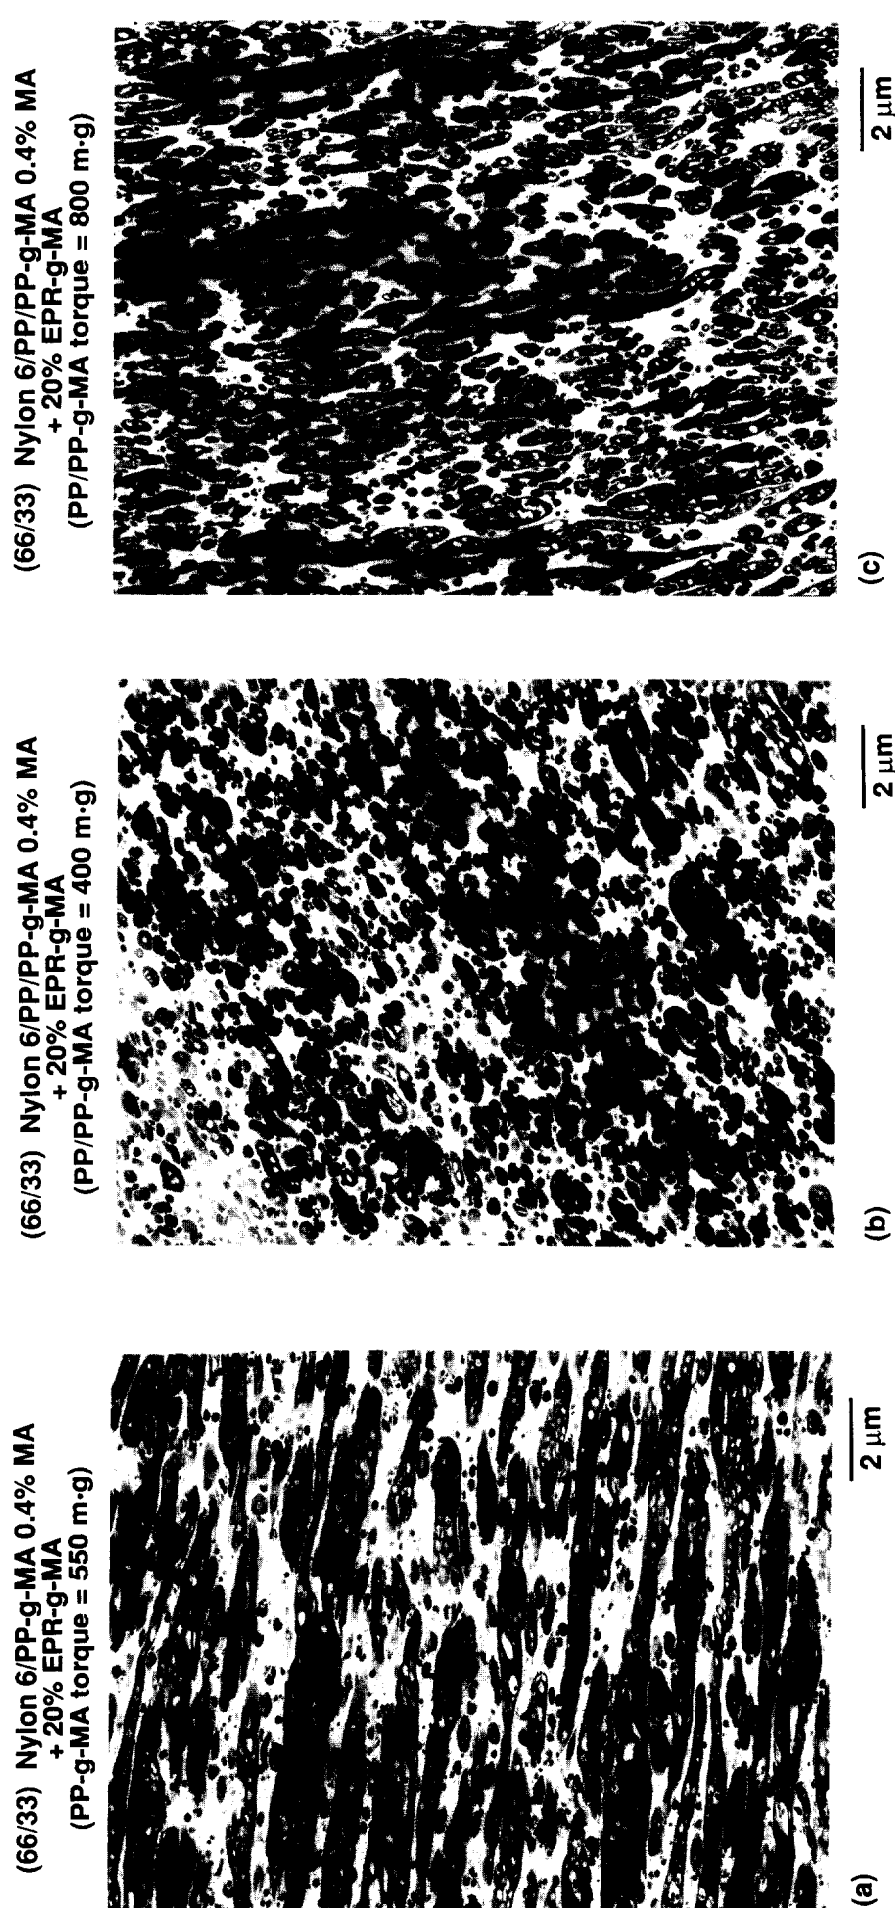 (66/33) Nylon 6/PP-g-MA 0.4% MA
+ 20% EPR-g-MA
(PP-g-MA torque = 550 m·g)
2 µm
(a)
(66/33) Nylon 6/PP/PP-g-MA 0.4% MA
+ 20% EPR-g-MA
(PP/PP-g-MA torque = 400 m·g)
2 µm
(b)
(66/33) Nylon 6/PP/PP-g-MA 0.4% MA
+ 20% EPR-g-MA
(PP/PP-g-MA torque = 800 m·g)
2 µm
(c)